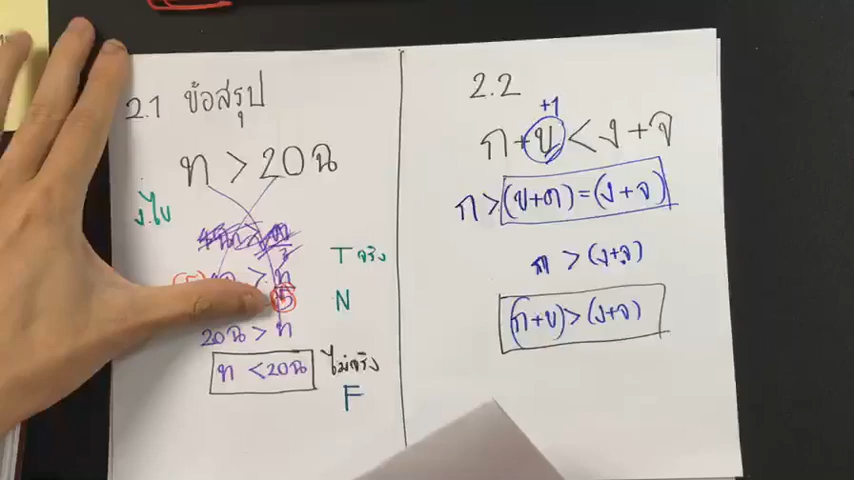 2.1 ข้อสรุป
ท > 20ฉ
ง.ไข
T จริง
> ท
N
20ฉ > ท
ท < 20ฉ
ไม่จริง
F
2.2
+1
ก + ข < ง + จ
ก > (ข+ค) = (ง+จ)
ก > (ง+จ)
(ก+ข) > (ง+จ)